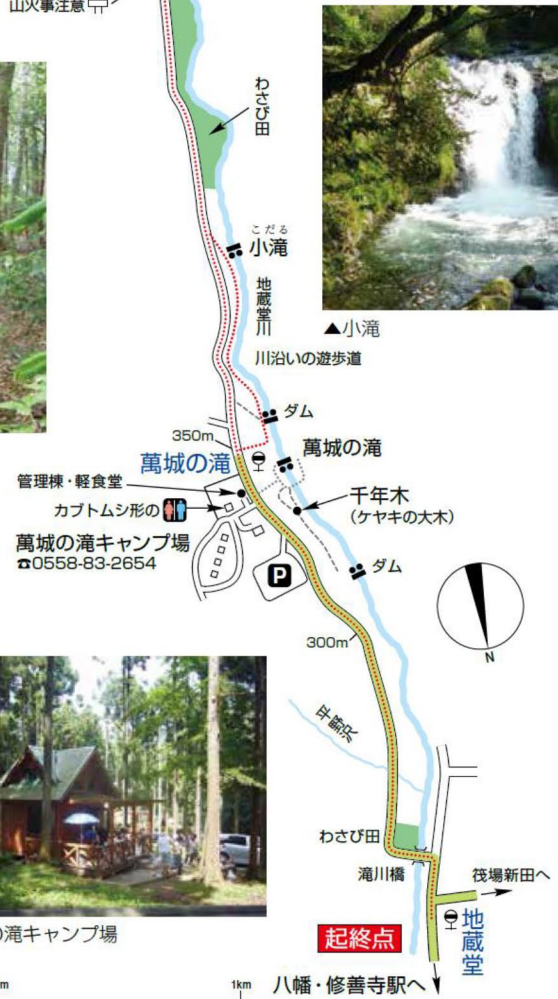 山火事注意
わさび田
こだる
小滝
▲小滝
地蔵堂川
川沿いの遊歩道
ダム
350m
萬城の滝
萬城の滝
管理棟・軽食堂
カブトムシ形の
千年木
(ケヤキの大木)
萬城の滝キャンプ場
☎0558-83-2654
P
ダム
N
300m
平野沢
わさび田
滝川橋
筏場新田へ
の滝キャンプ場
起終点
地蔵堂
m
1km
八幡・修善寺駅へ